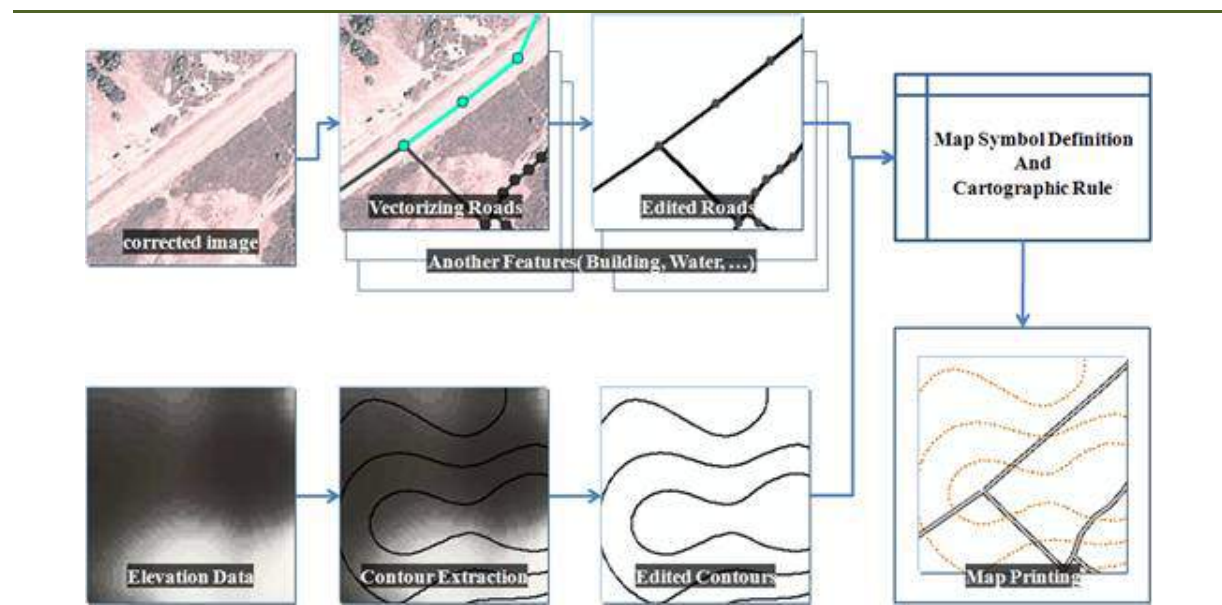 corrected image
Vectorizing Roads
Edited Roads
Another Features( Building, Water, …)
Map Symbol Definition
And
Cartographic Rule
Elevation Data
Contour Extraction
Edited Contours
Map Printing